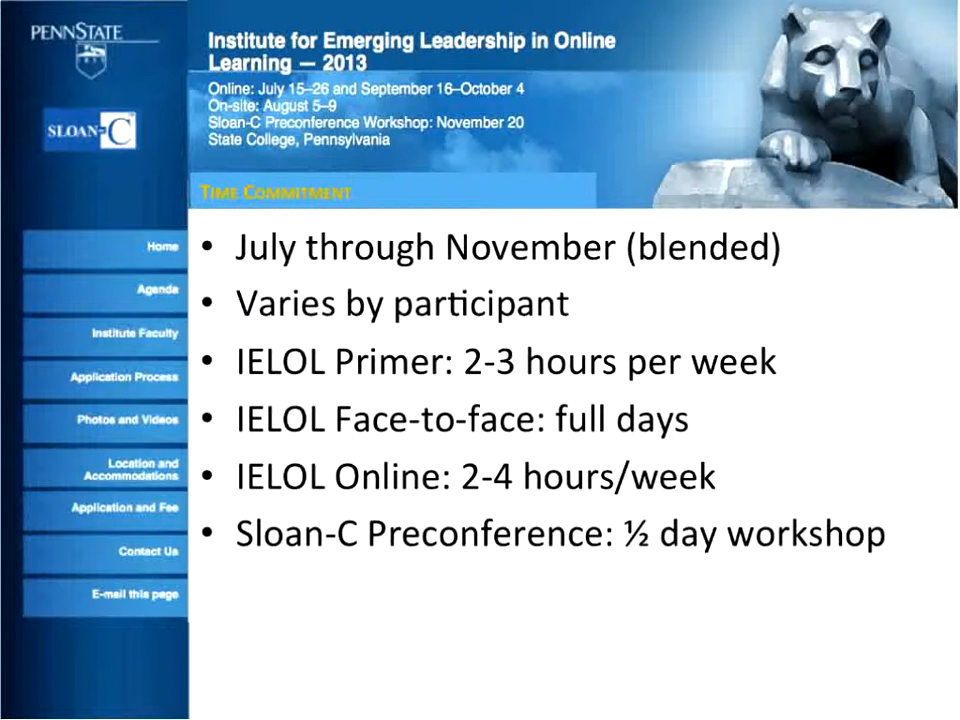 PENNSTATE
SLOAN-C
Institute for Emerging Leadership in Online
Learning — 2013
Online: July 15–26 and September 16–October 4
On-site: August 5–9
Sloan-C Preconference Workshop: November 20
State College, Pennsylvania
TIME COMMITMENT
Home
Agenda
Institute Faculty
Application Process
Photos and Videos
Location and
Accommodations
Application and Fee
Contact Us
E-mail this page
• July through November (blended)
• Varies by participant
• IELOL Primer: 2-3 hours per week
• IELOL Face-to-face: full days
• IELOL Online: 2-4 hours/week
• Sloan-C Preconference: ½ day workshop